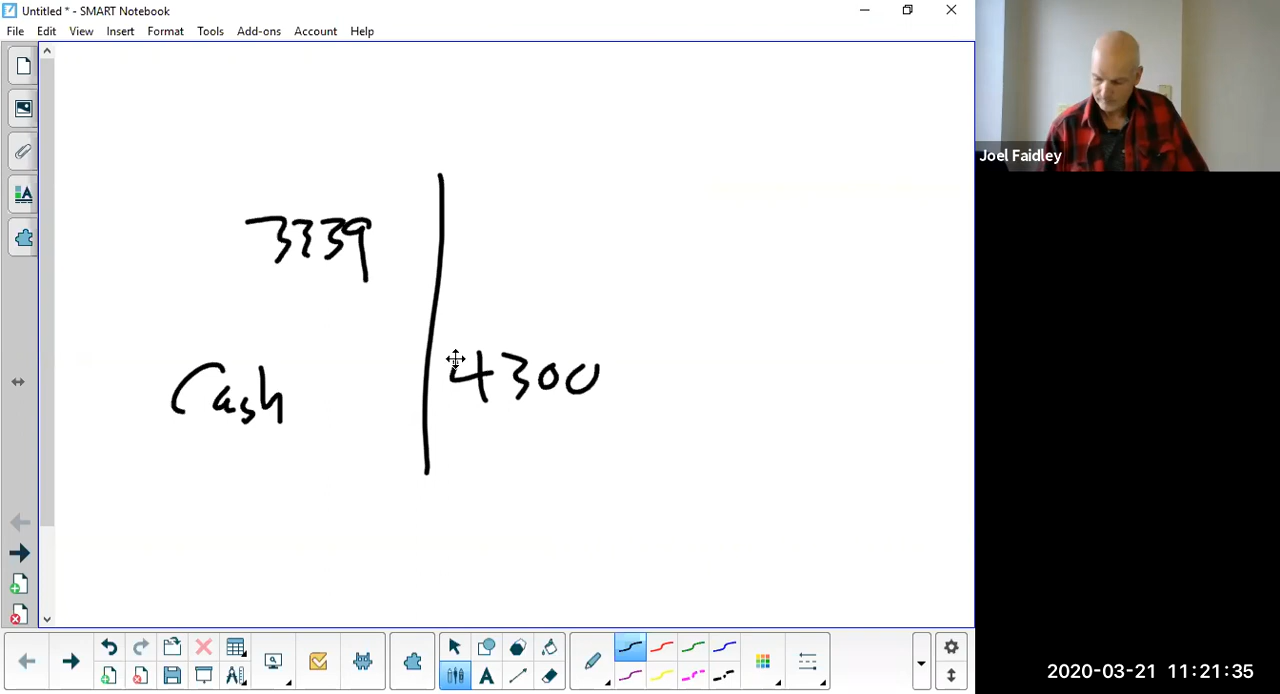 Untitled * - SMART Notebook
File Edit View Insert Format Tools Add-ons Account Help
Joel Faidley
3339
Cash 4300
2020-03-21 11:21:35